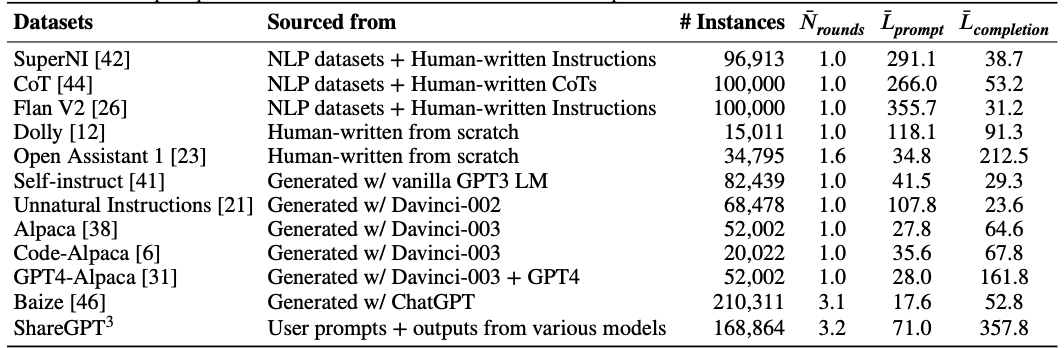 Datasets Sourced from # Instances N̄rounds L̄prompt L̄completion
SuperNI [42] NLP datasets + Human-written Instructions 96,913 1.0 291.1 38.7
CoT [44] NLP datasets + Human-written CoTs 100,000 1.0 266.0 53.2
Flan V2 [26] NLP datasets + Human-written Instructions 100,000 1.0 355.7 31.2
Dolly [12] Human-written from scratch 15,011 1.0 118.1 91.3
Open Assistant 1 [23] Human-written from scratch 34,795 1.6 34.8 212.5
Self-instruct [41] Generated w/ vanilla GPT3 LM 82,439 1.0 41.5 29.3
Unnatural Instructions [21] Generated w/ Davinci-002 68,478 1.0 107.8 23.6
Alpaca [38] Generated w/ Davinci-003 52,002 1.0 27.8 64.6
Code-Alpaca [6] Generated w/ Davinci-003 20,022 1.0 35.6 67.8
GPT4-Alpaca [31] Generated w/ Davinci-003 + GPT4 52,002 1.0 28.0 161.8
Baize [46] Generated w/ ChatGPT 210,311 3.1 17.6 52.8
ShareGPT³ User prompts + outputs from various models 168,864 3.2 71.0 357.8